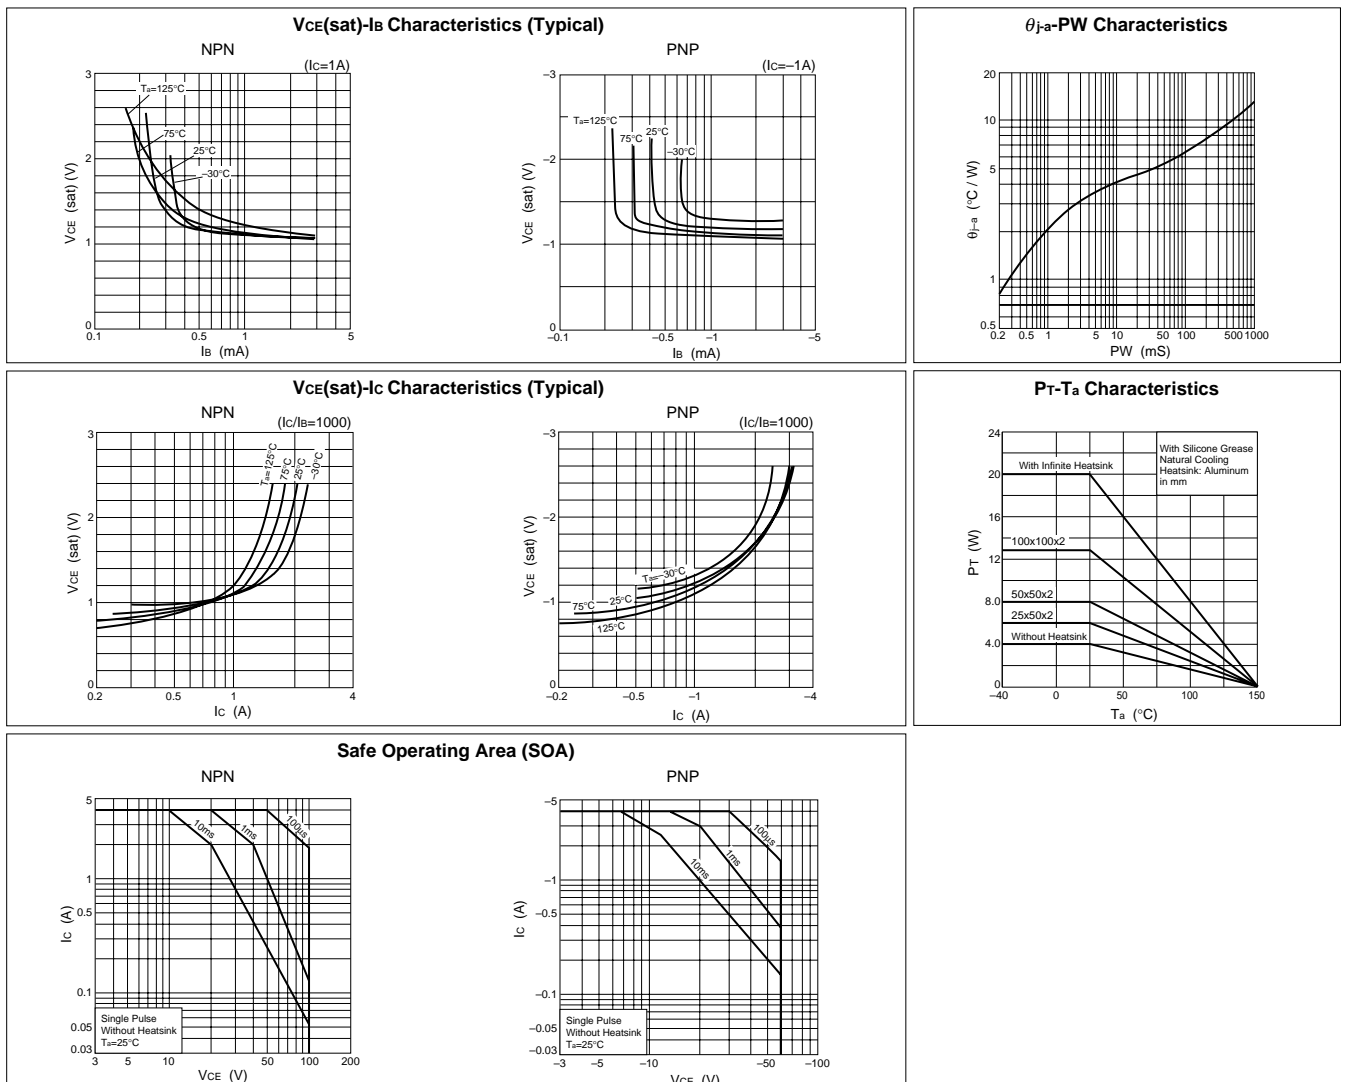 VCE(sat)-IB Characteristics (Typical)
NPN
(IC=1A)
3
2
1
0
VCE (sat) (V)
Ta=125°C
75°C
25°C
–30°C
0.1
0.5
1
5
IB (mA)
PNP
(IC=–1A)
–3
–2
–1
0
VCE (sat) (V)
Ta=125°C
75°C
25°C
–30°C
–0.1
–0.5
–1
–5
IB (mA)
θj-a-PW Characteristics
20
10
5
1
0.5
θj–a (°C / W)
0.2
0.5
1
5
10
50
100
500
1000
PW (mS)
VCE(sat)-IC Characteristics (Typical)
NPN
(IC/IB=1000)
3
2
1
0
VCE (sat) (V)
Ta=125°C
75°C
25°C
–30°C
0.2
0.5
1
4
IC (A)
PNP
(IC/IB=1000)
–3
–2
–1
0
VCE (sat) (V)
Ta=–30°C
25°C
75°C
125°C
–0.2
–0.5
–1
–4
IC (A)
PT-Ta Characteristics
24
20
16
12
8.0
4.0
0
PT (W)
With Silicone Grease
Natural Cooling
Heatsink: Aluminum
in mm
With Infinite Heatsink
100x100x2
50x50x2
25x50x2
Without Heatsink
–40
0
50
100
150
Ta (°C)
Safe Operating Area (SOA)
NPN
5
1
0.5
0.1
0.05
0.03
IC (A)
10ms
1ms
100µs
Single Pulse
Without Heatsink
Ta=25°C
3
5
10
50
100
200
VCE (V)
PNP
–5
–1
–0.5
–0.1
–0.05
–0.03
IC (A)
10ms
1ms
100µs
Single Pulse
Without Heatsink
Ta=25°C
–3
–5
–10
–50
–100
VCE (V)